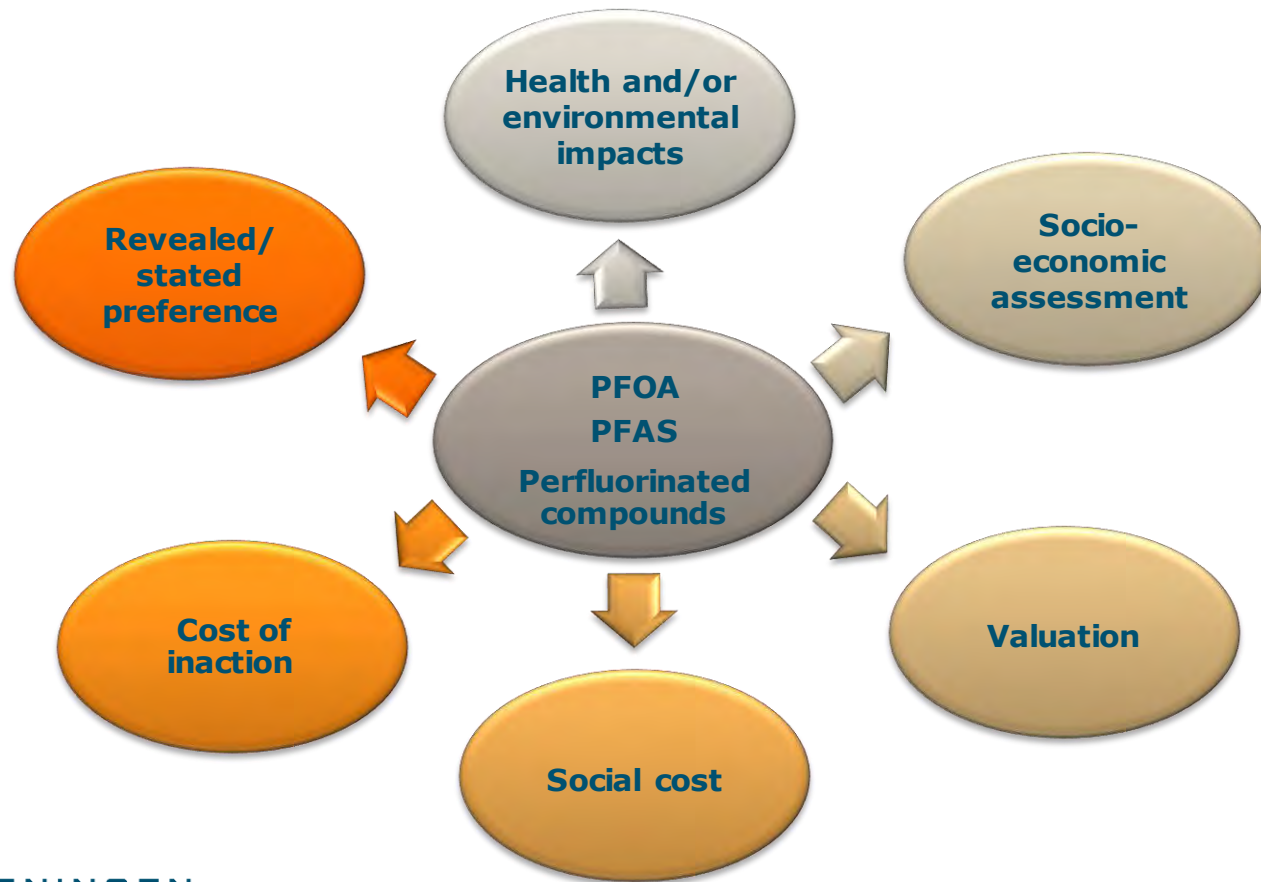 Health and/or
environmental
impacts
Revealed/
stated
preference
Socio-
economic
assessment
PFOA
PFAS
Perfluorinated
compounds
Cost of
inaction
Valuation
Social cost